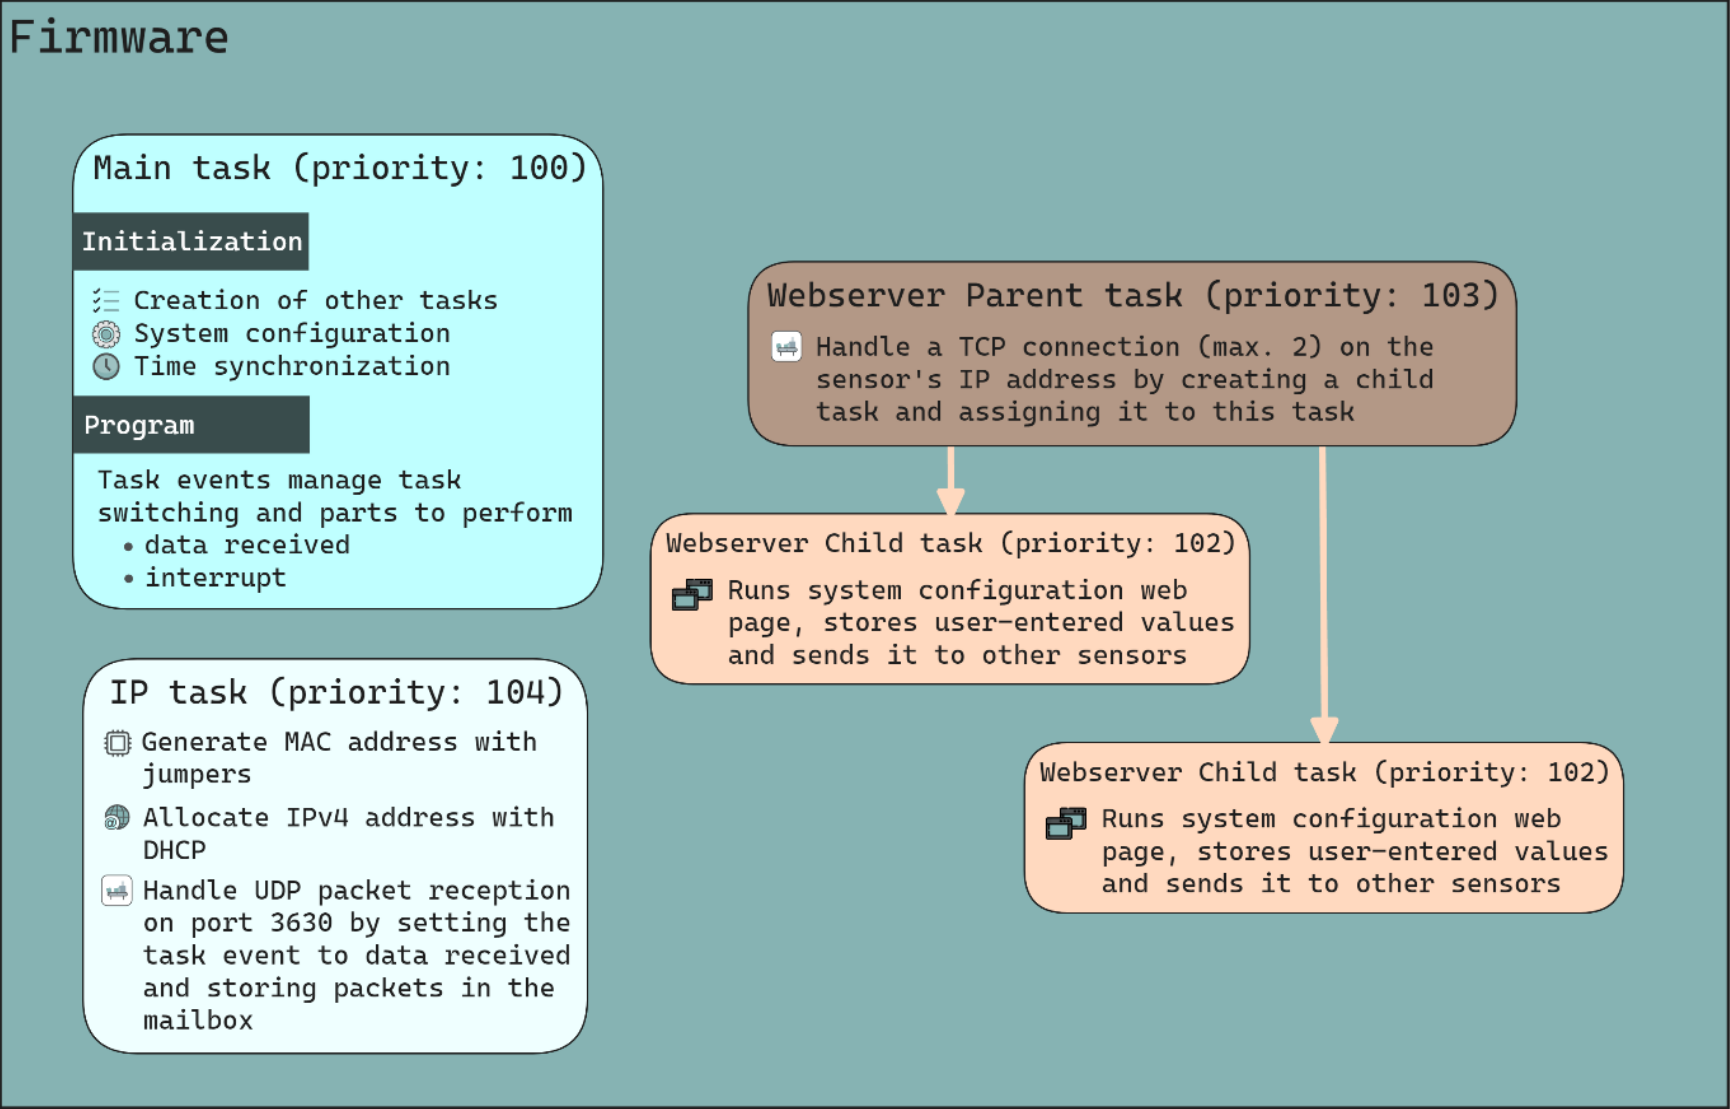 Firmware
Main task (priority: 100)
Initialization
Creation of other tasks
System configuration
Time synchronization
Program
Task events manage task
switching and parts to perform
• data received
• interrupt
IP task (priority: 104)
Generate MAC address with
jumpers
Allocate IPv4 address with
DHCP
Handle UDP packet reception
on port 3630 by setting the
task event to data received
and storing packets in the
mailbox
Webserver Parent task (priority: 103)
Handle a TCP connection (max. 2) on the
sensor's IP address by creating a child
task and assigning it to this task
Webserver Child task (priority: 102)
Runs system configuration web
page, stores user-entered values
and sends it to other sensors
Webserver Child task (priority: 102)
Runs system configuration web
page, stores user-entered values
and sends it to other sensors